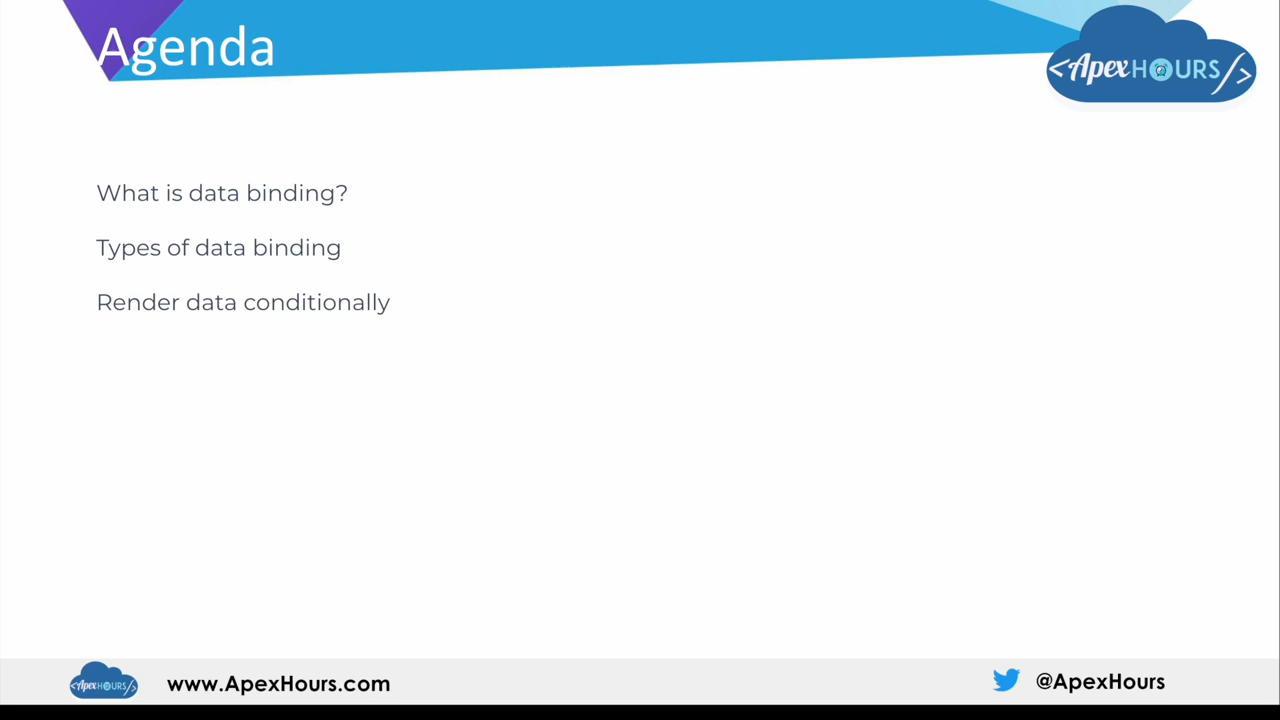 Agenda
<ApexHOURS/>
What is data binding?
Types of data binding
Render data conditionally
<ApexHOURS/>
www.ApexHours.com
@ApexHours